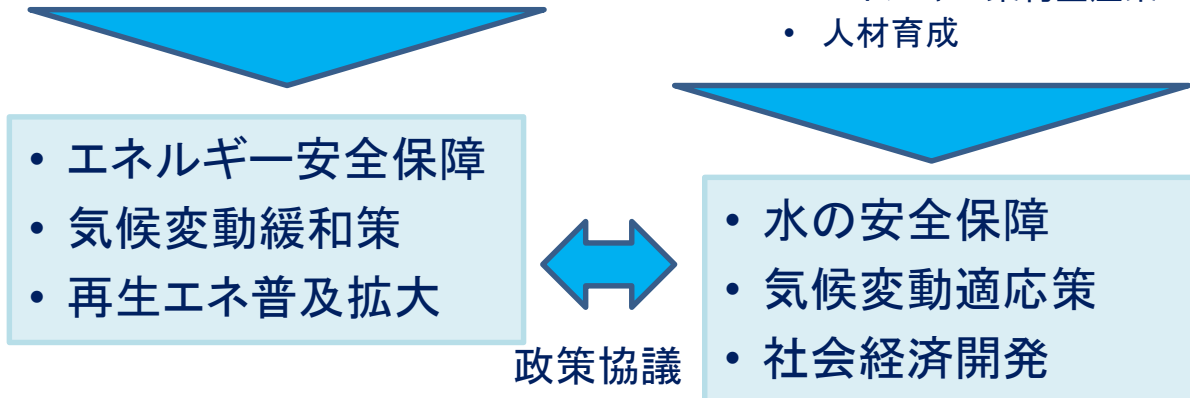 • 人材育成
• エネルギー安全保障
• 気候変動緩和策
• 再生エネ普及拡大
政策協議
• 水の安全保障
• 気候変動適応策
• 社会経済開発